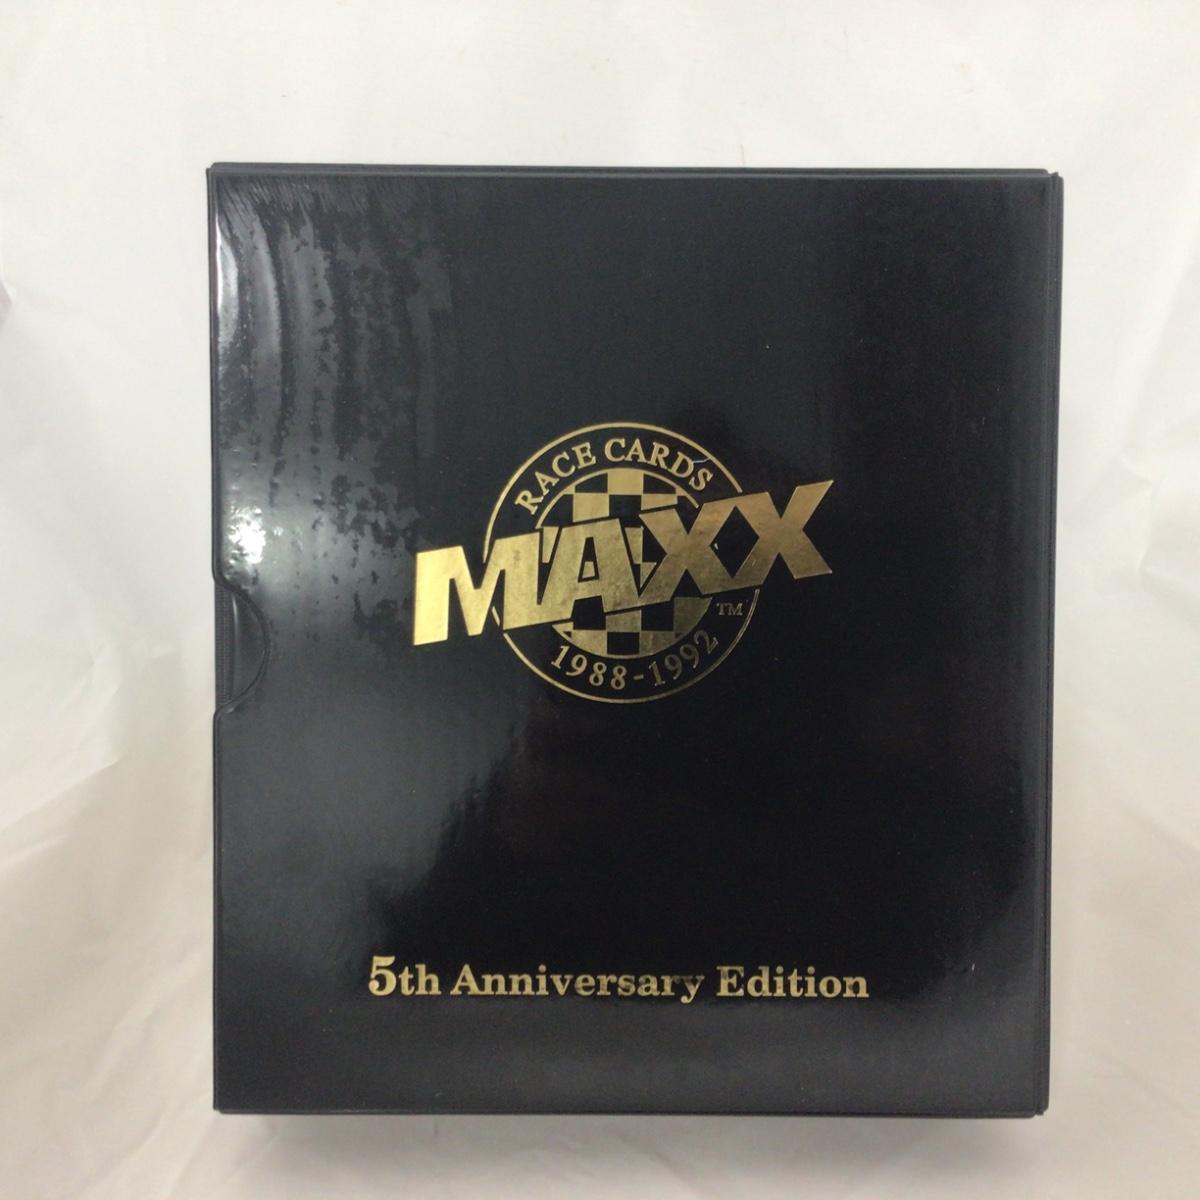 RACE CARDS
MAXX
TM
1988-1992
5th Anniversary Edition